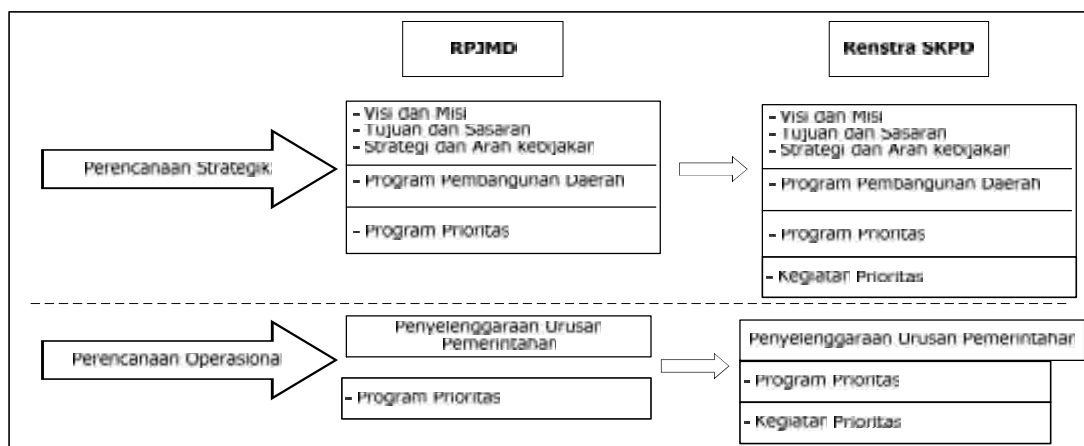 RPJMD
Renstra SKPD
Perencanaan Strategik
- Visi dan Misi
- Tujuan dan Sasaran
- Strategi dan Arah Kebijakan
- Program Pembangunan Daerah
- Program Prioritas
- Visi dan Misi
- Tujuan dan Sasaran
- Strategi dan Arah Kebijakan
- Program Pembangunan Daerah
- Program Prioritas
- Kegiatan Prioritas
Perencanaan Operasional
Penyelenggaraan Urusan
Pemerintahan
- Program Prioritas
Penyelenggaraan Urusan Pemerintahan
- Program Prioritas
- Kegiatan Prioritas